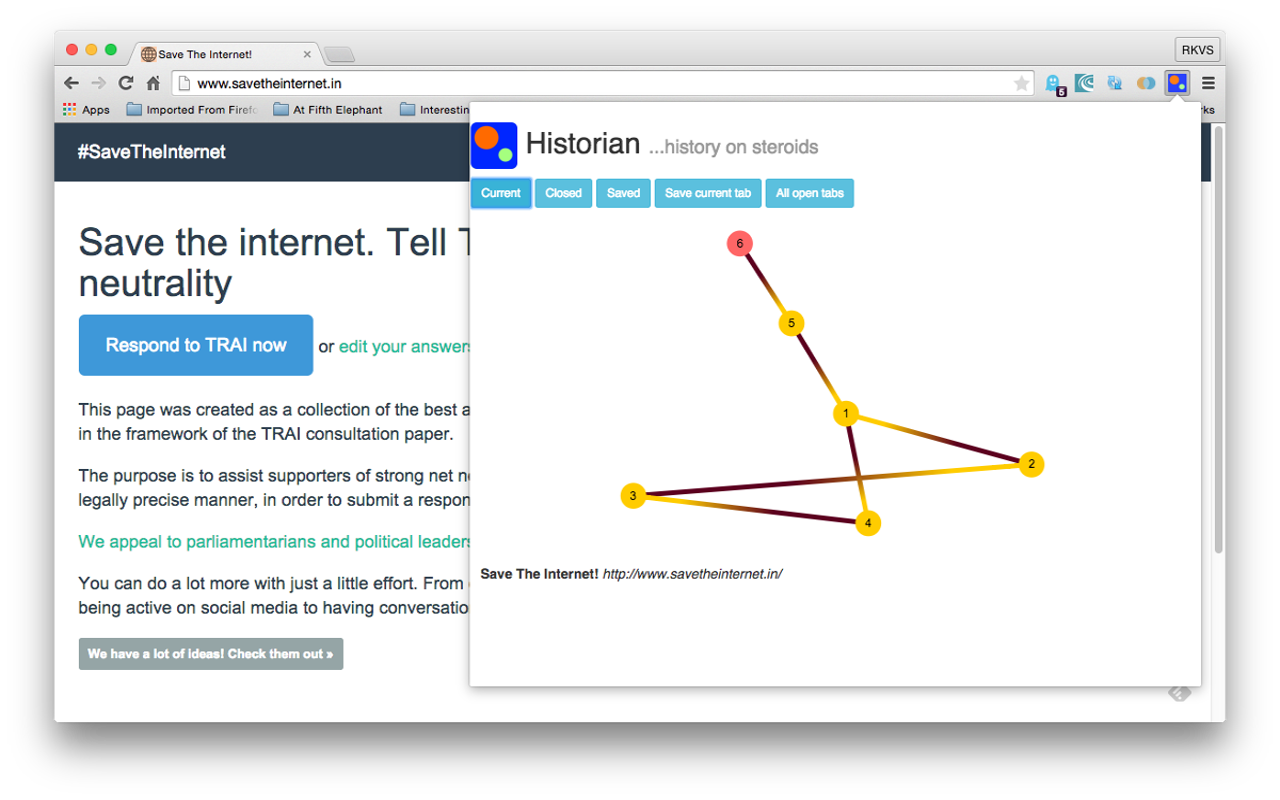 Save The Internet!
RKVS
www.savetheinternet.in
5
Apps Imported From Firefo At Fifth Elephant Interestin
ks
#SaveTheInternet
Save the internet. Tell T
neutrality
Respond to TRAI now or edit your answers
This page was created as a collection of the best a
in the framework of the TRAI consultation paper.
The purpose is to assist supporters of strong net ne
legally precise manner, in order to submit a respon
We appeal to parliamentarians and political leaders
You can do a lot more with just a little effort. From
being active on social media to having conversatio
We have a lot of ideas! Check them out »
Historian ...history on steroids
Current Closed Saved Save current tab All open tabs
6
5
1
2
3
4
Save The Internet! http://www.savetheinternet.in/